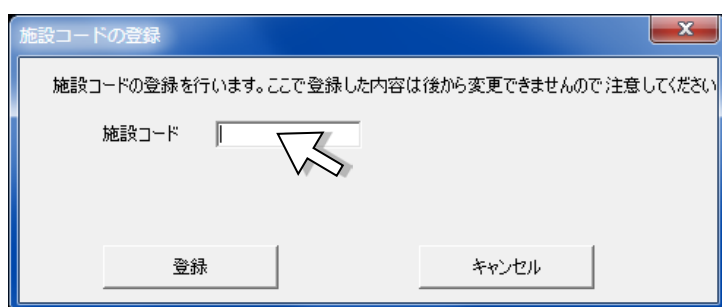 施設コードの登録
施設コードの登録を行います。ここで登録した内容は後から変更できませんので注意してください
施設コード
登録 キャンセル